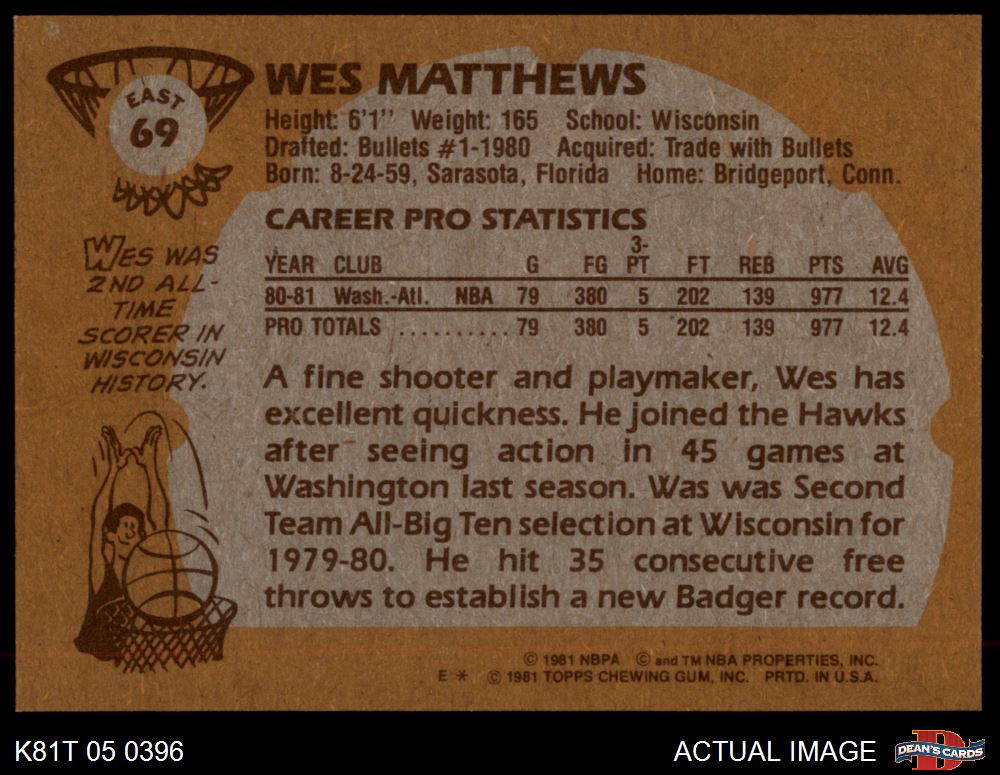 EAST
69
WES MATTHEWS
Height: 6'1" Weight: 165 School: Wisconsin
Drafted: Bullets #1-1980 Acquired: Trade with Bullets
Born: 8-24-59, Sarasota, Florida Home: Bridgeport, Conn.
CAREER PRO STATISTICS
YEAR CLUB G FG 3-PT FT REB PTS AVG
80-81 Wash.-Atl. NBA 79 380 5 202 139 977 12.4
PRO TOTALS .......... 79 380 5 202 139 977 12.4
WES WAS
2ND ALL-
TIME
SCORER IN
WISCONSIN
HISTORY.
A fine shooter and playmaker, Wes has
excellent quickness. He joined the Hawks
after seeing action in 45 games at
Washington last season. Was was Second
Team All-Big Ten selection at Wisconsin for
1979-80. He hit 35 consecutive free
throws to establish a new Badger record.
© 1981 NBPA © and TM NBA PROPERTIES, INC.
E * © 1981 TOPPS CHEWING GUM, INC. PRTD. IN U.S.A.
K81T 05 0396
ACTUAL IMAGE
DEAN'S CARDS